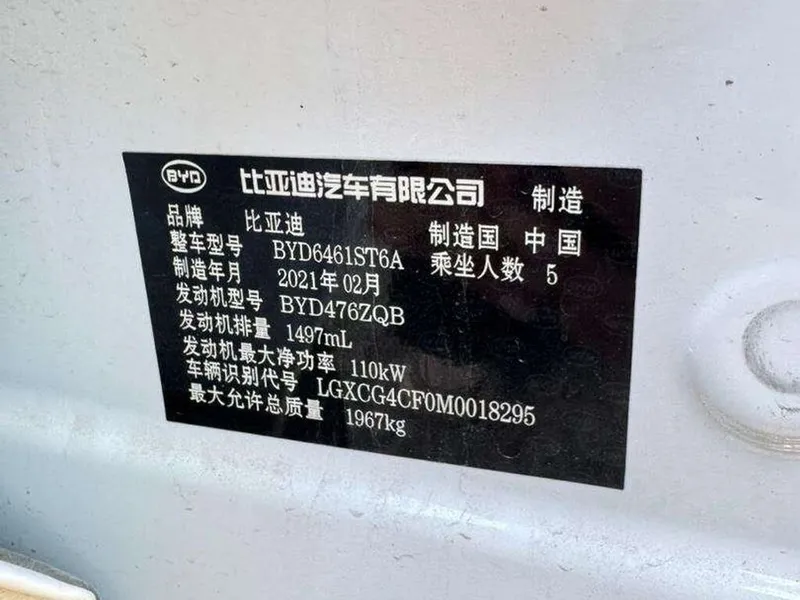 BYD 比亚迪汽车有限公司 制造
品牌 比亚迪 制造国 中国
整车型号 BYD6461ST6A 乘坐人数 5
制造年月 2021年02月
发动机型号 BYD476ZQB
发动机排量 1497mL
发动机最大净功率 110kW
车辆识别代号 LGXCG4CF0M0018295
最大允许总质量 1967kg